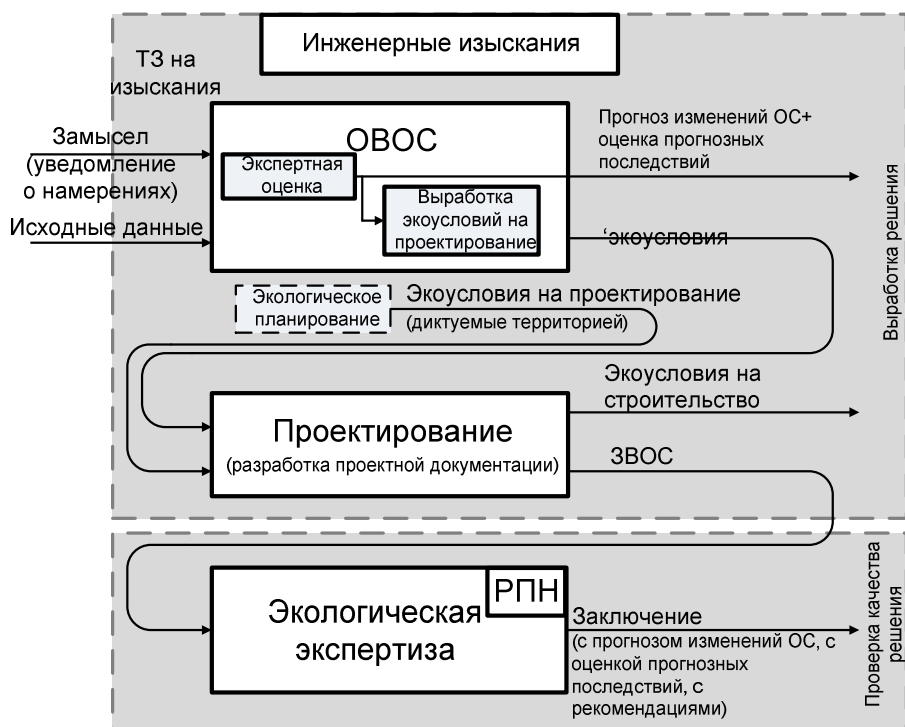 Инженерные изыскания
ТЗ на
изыскания
Замысел
(уведомление
о намерениях)
Исходные данные
ОВОС
Экспертная
оценка
Выработка
экоусловий на
проектирование
Прогноз изменений ОС+
оценка прогнозных
последствий
‘экоусловия
Выработка решения
Экологическое
планирование
Экоусловия на проектирование
(диктуемые территорией)
Проектирование
(разработка проектной документации)
Экоусловия на
строительство
ЗВОС
РПН
Экологическая
экспертиза
Заключение
(с прогнозом изменений ОС, с
оценкой прогнозных
последствий, с
рекомендациями)
Проверка качества
решения